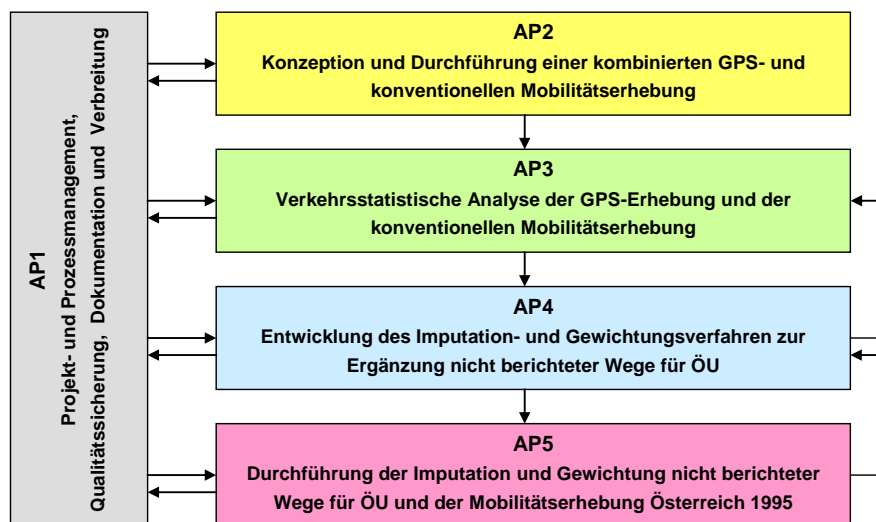 AP1
Projekt- und Prozessmanagement,
Qualitätssicherung, Dokumentation und Verbreitung
AP2
Konzeption und Durchführung einer kombinierten GPS- und
konventionellen Mobilitätserhebung
AP3
Verkehrsstatistische Analyse der GPS-Erhebung und der
konventionellen Mobilitätserhebung
AP4
Entwicklung des Imputation- und Gewichtungsverfahren zur
Ergänzung nicht berichteter Wege für ÖU
AP5
Durchführung der Imputation und Gewichtung nicht berichteter
Wege für ÖU und der Mobilitätserhebung Österreich 1995